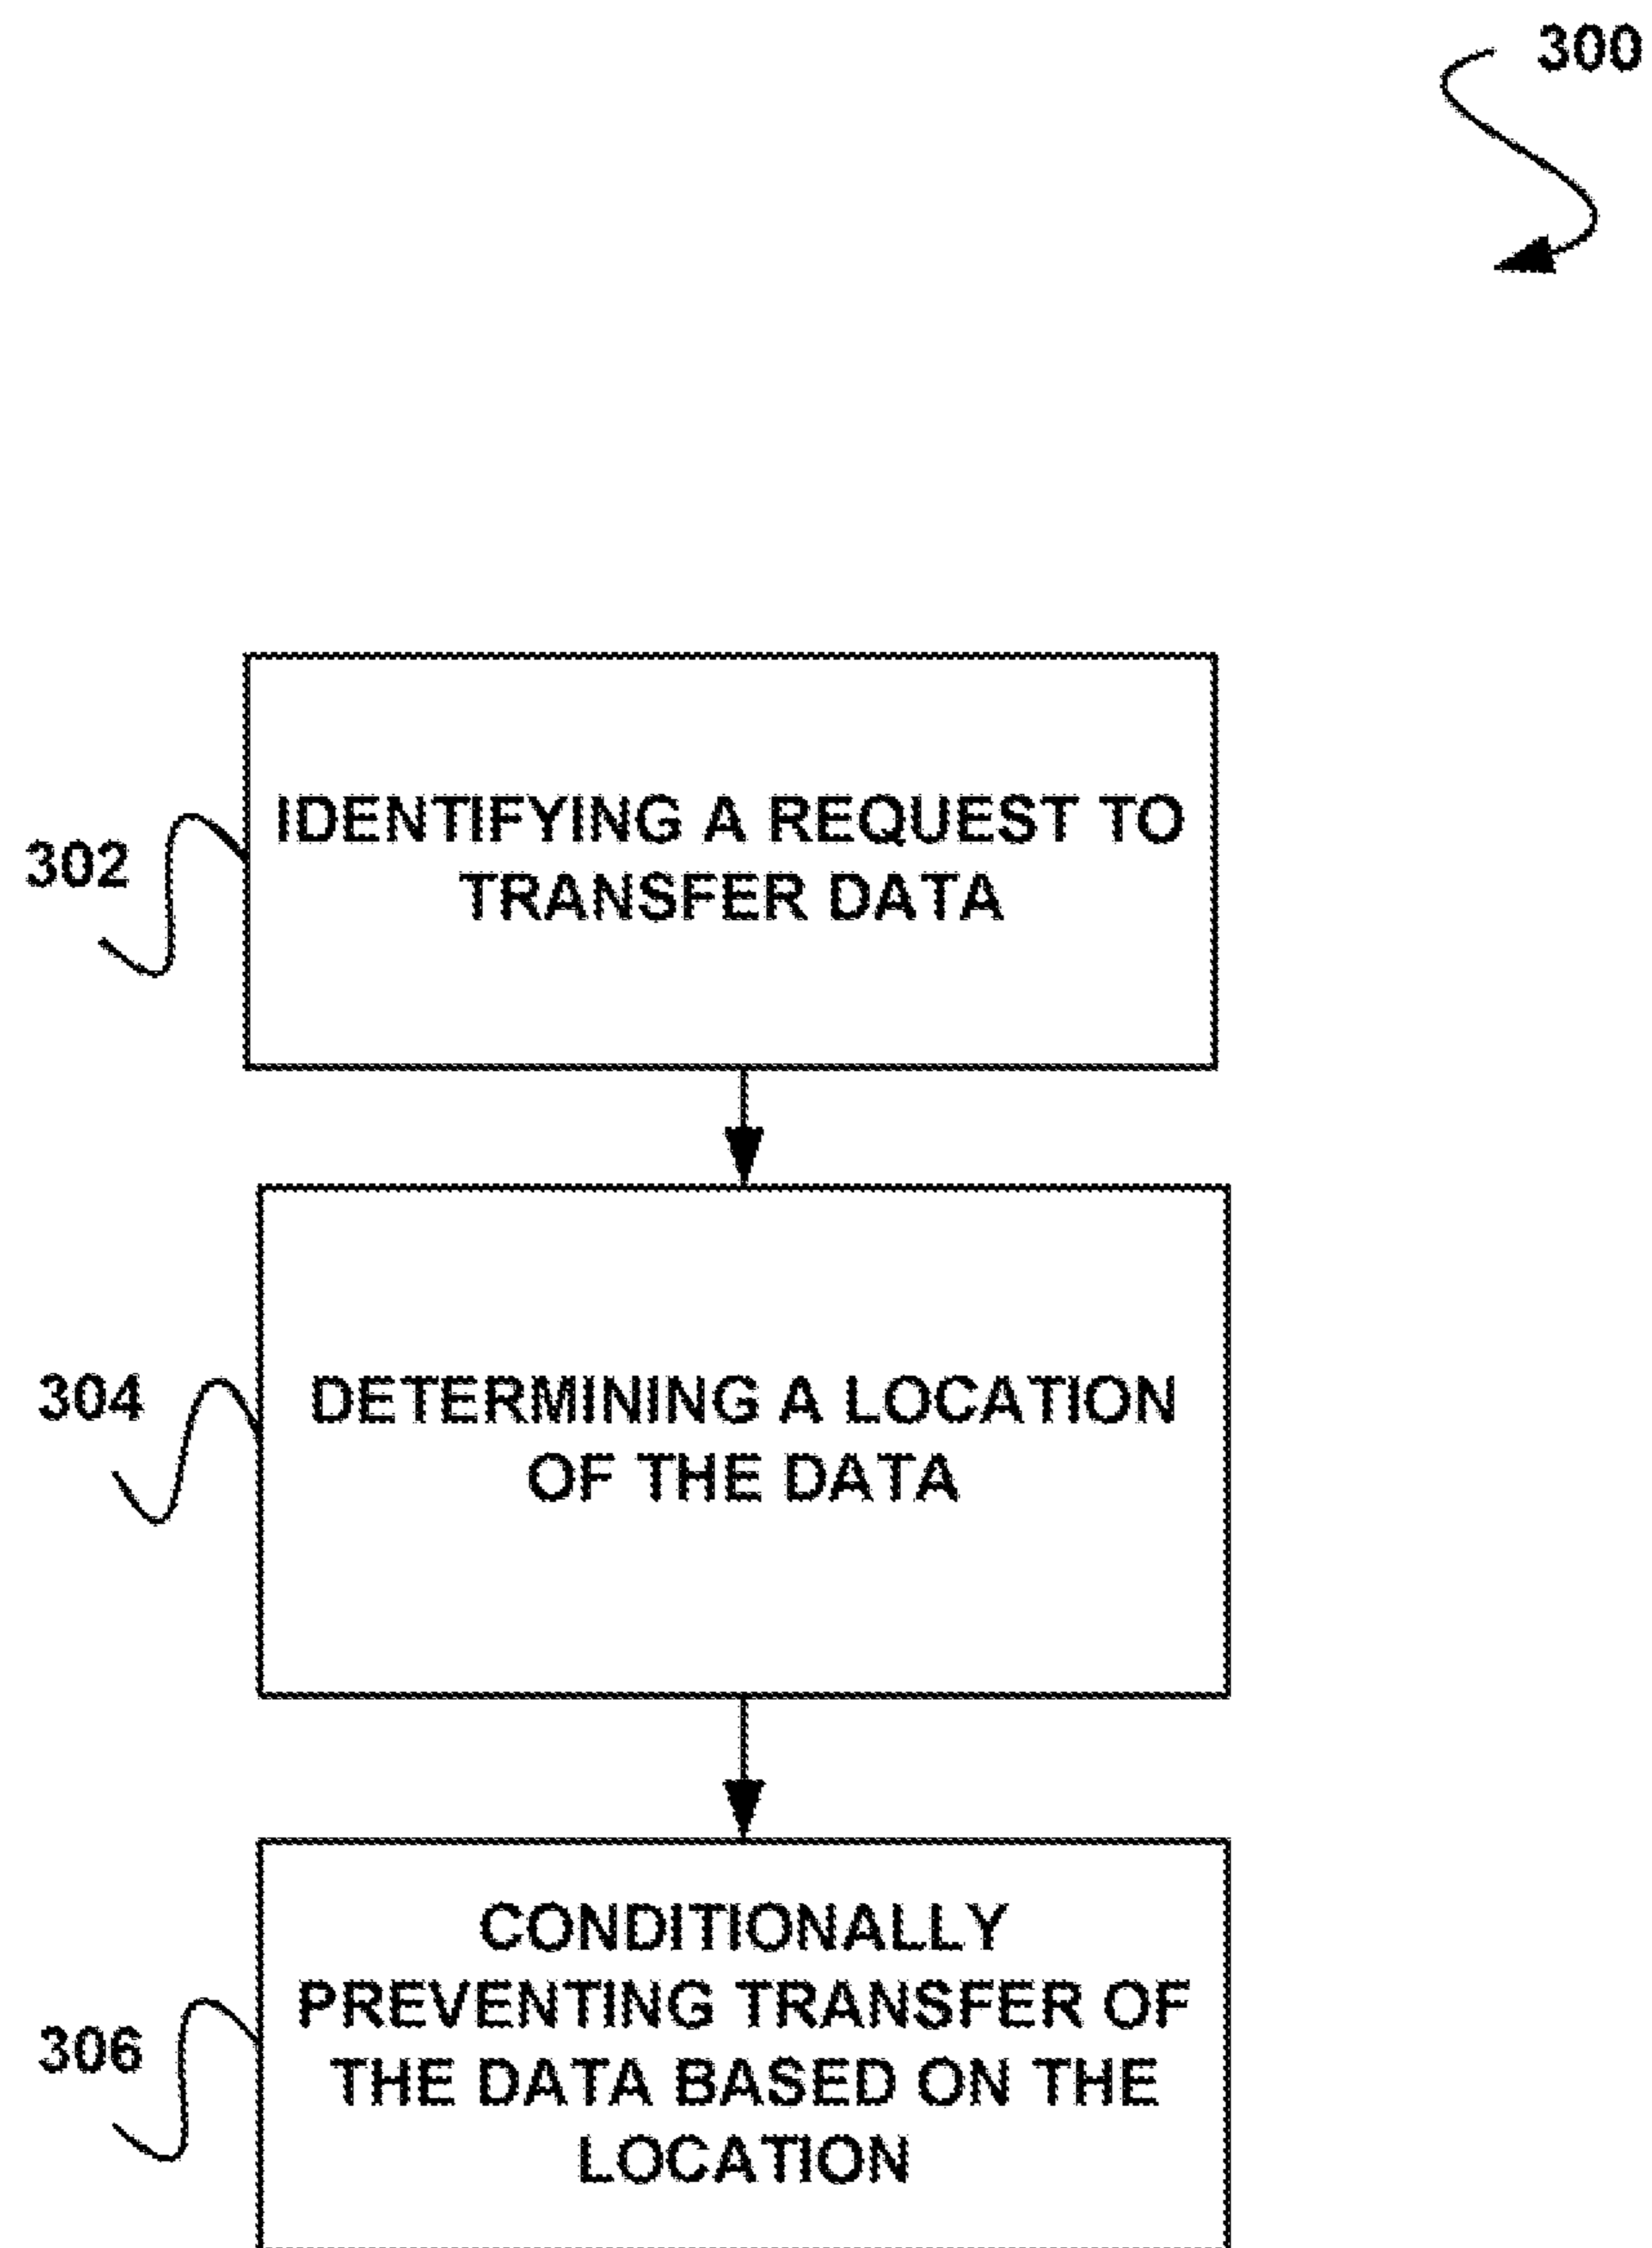 300
302
IDENTIFYING A REQUEST TO
TRANSFER DATA
304
DETERMINING A LOCATION
OF THE DATA
306
CONDITIONALLY
PREVENTING TRANSFER OF
THE DATA BASED ON THE
LOCATION